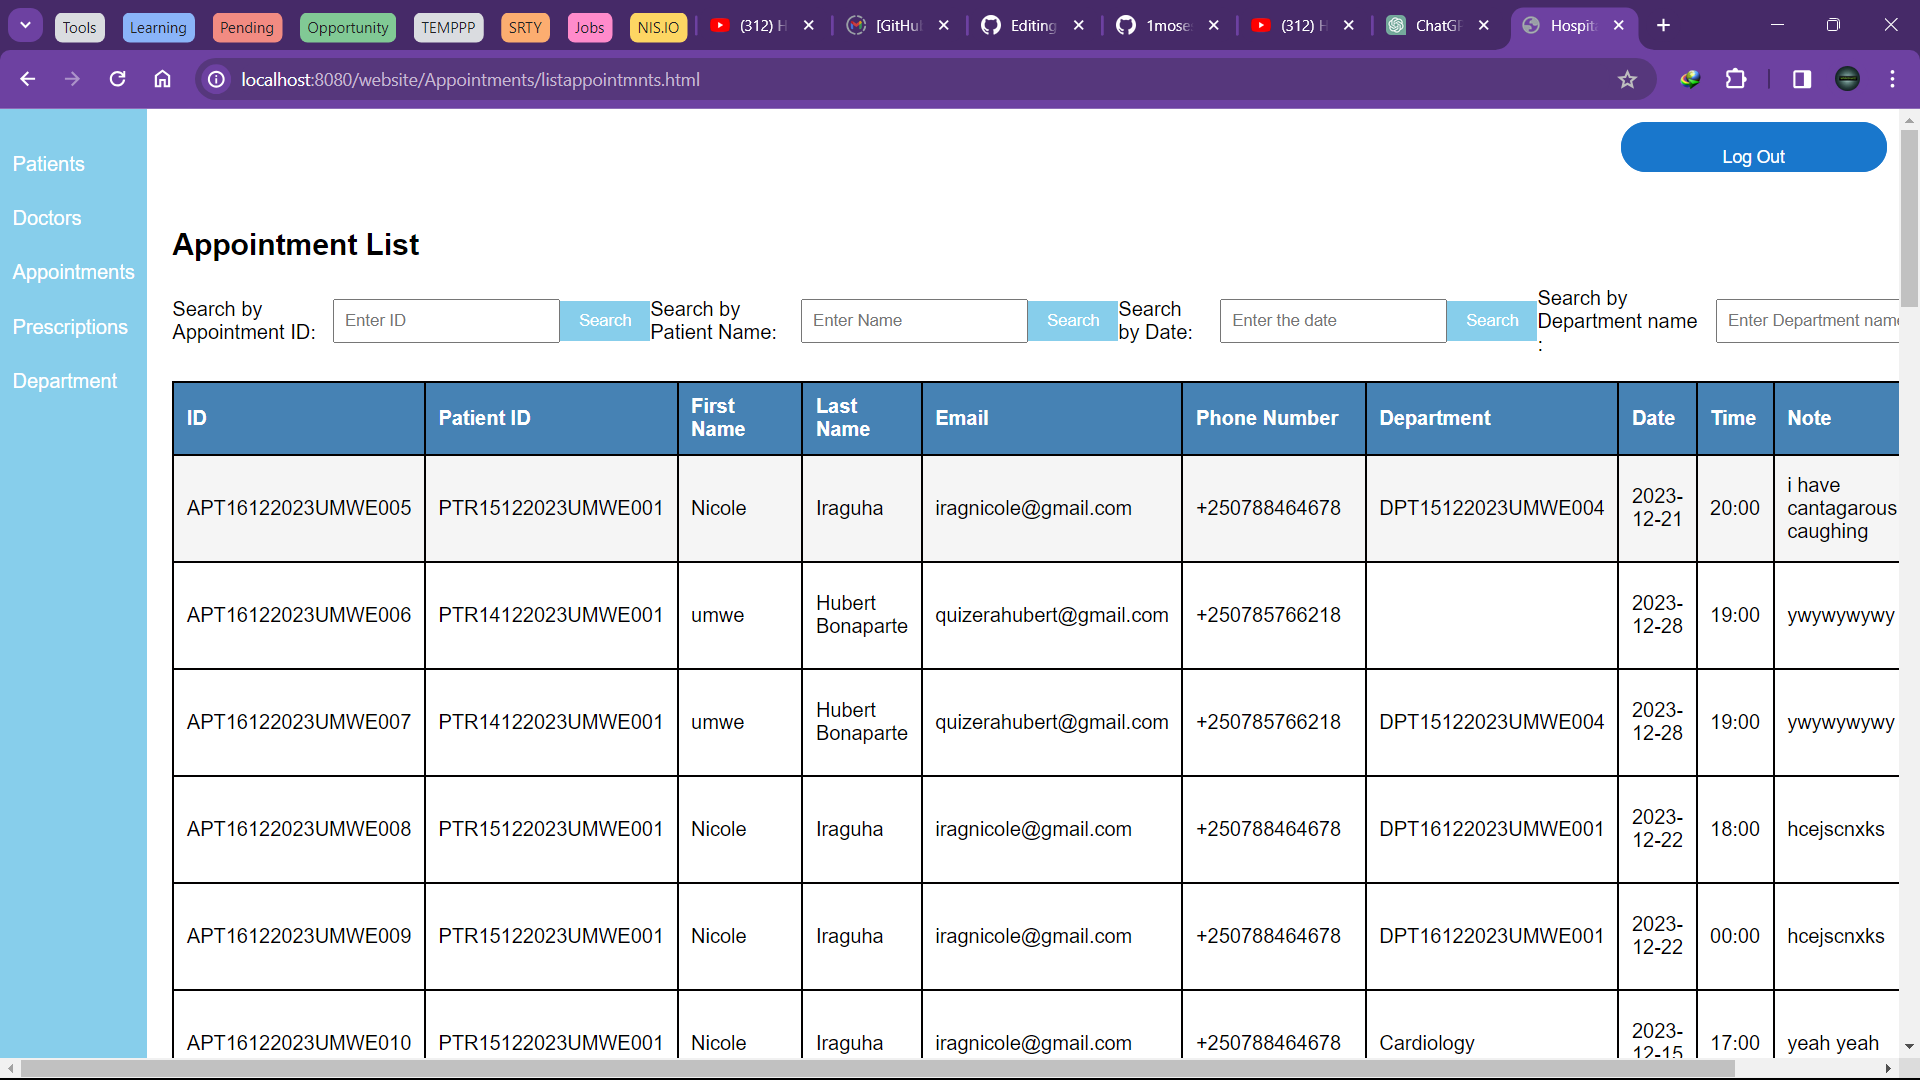 Tools Learning Pending Opportunity TEMPPP SRTY Jobs NIS.IO (312) H [GitHu Editing 1mose (312) H ChatGP Hospit
localhost:8080/website/Appointments/listappointmnts.html
Log Out
Patients
Doctors
Appointments
Prescriptions
Department
Appointment List
Search by
Appointment ID:
Enter ID
Search
Search by
Patient Name:
Enter Name
Search
Search
by Date:
Enter the date
Search
Search by
Department name
:
Enter Department name
ID Patient ID First Name Last Name Email Phone Number Department Date Time Note
APT16122023UMWE005 PTR15122023UMWE001 Nicole Iraguha iragnicole@gmail.com +250788464678 DPT15122023UMWE004 2023-12-21 20:00 i have cantagarous caughing
APT16122023UMWE006 PTR14122023UMWE001 umwe Hubert Bonaparte quizerahubert@gmail.com +250785766218 2023-12-28 19:00 ywywywywy
APT16122023UMWE007 PTR14122023UMWE001 umwe Hubert Bonaparte quizerahubert@gmail.com +250785766218 DPT15122023UMWE004 2023-12-28 19:00 ywywywywy
APT16122023UMWE008 PTR15122023UMWE001 Nicole Iraguha iragnicole@gmail.com +250788464678 DPT16122023UMWE001 2023-12-22 18:00 hcejscnxks
APT16122023UMWE009 PTR15122023UMWE001 Nicole Iraguha iragnicole@gmail.com +250788464678 DPT16122023UMWE001 2023-12-22 00:00 hcejscnxks
APT16122023UMWE010 PTR15122023UMWE001 Nicole Iraguha iragnicole@gmail.com +250788464678 Cardiology 2023-12-15 17:00 yeah yeah